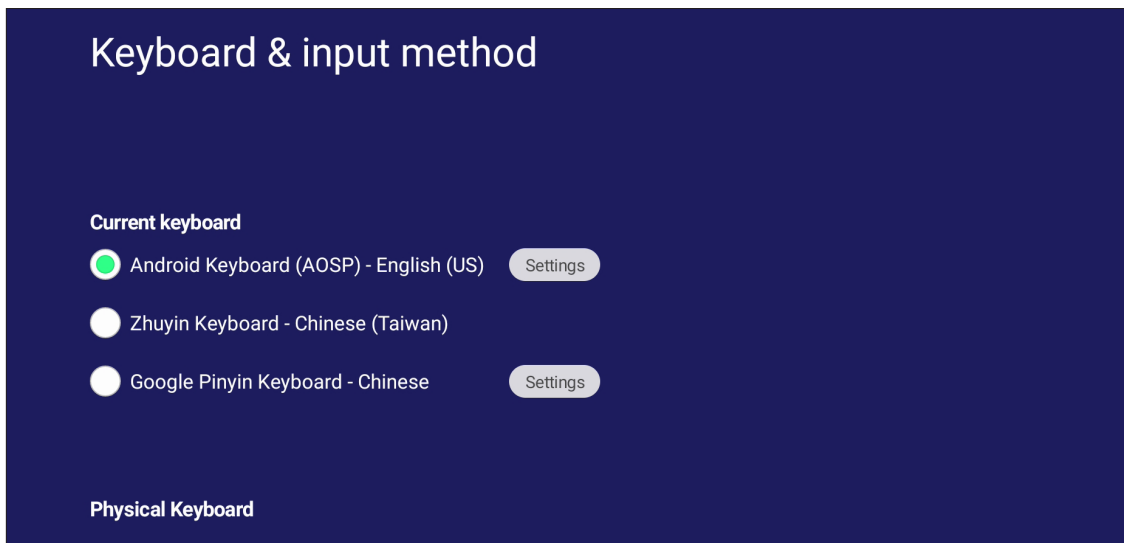 Keyboard & input method
Current keyboard
Android Keyboard (AOSP) - English (US) Settings
Zhuyin Keyboard - Chinese (Taiwan)
Google Pinyin Keyboard - Chinese Settings
Physical Keyboard